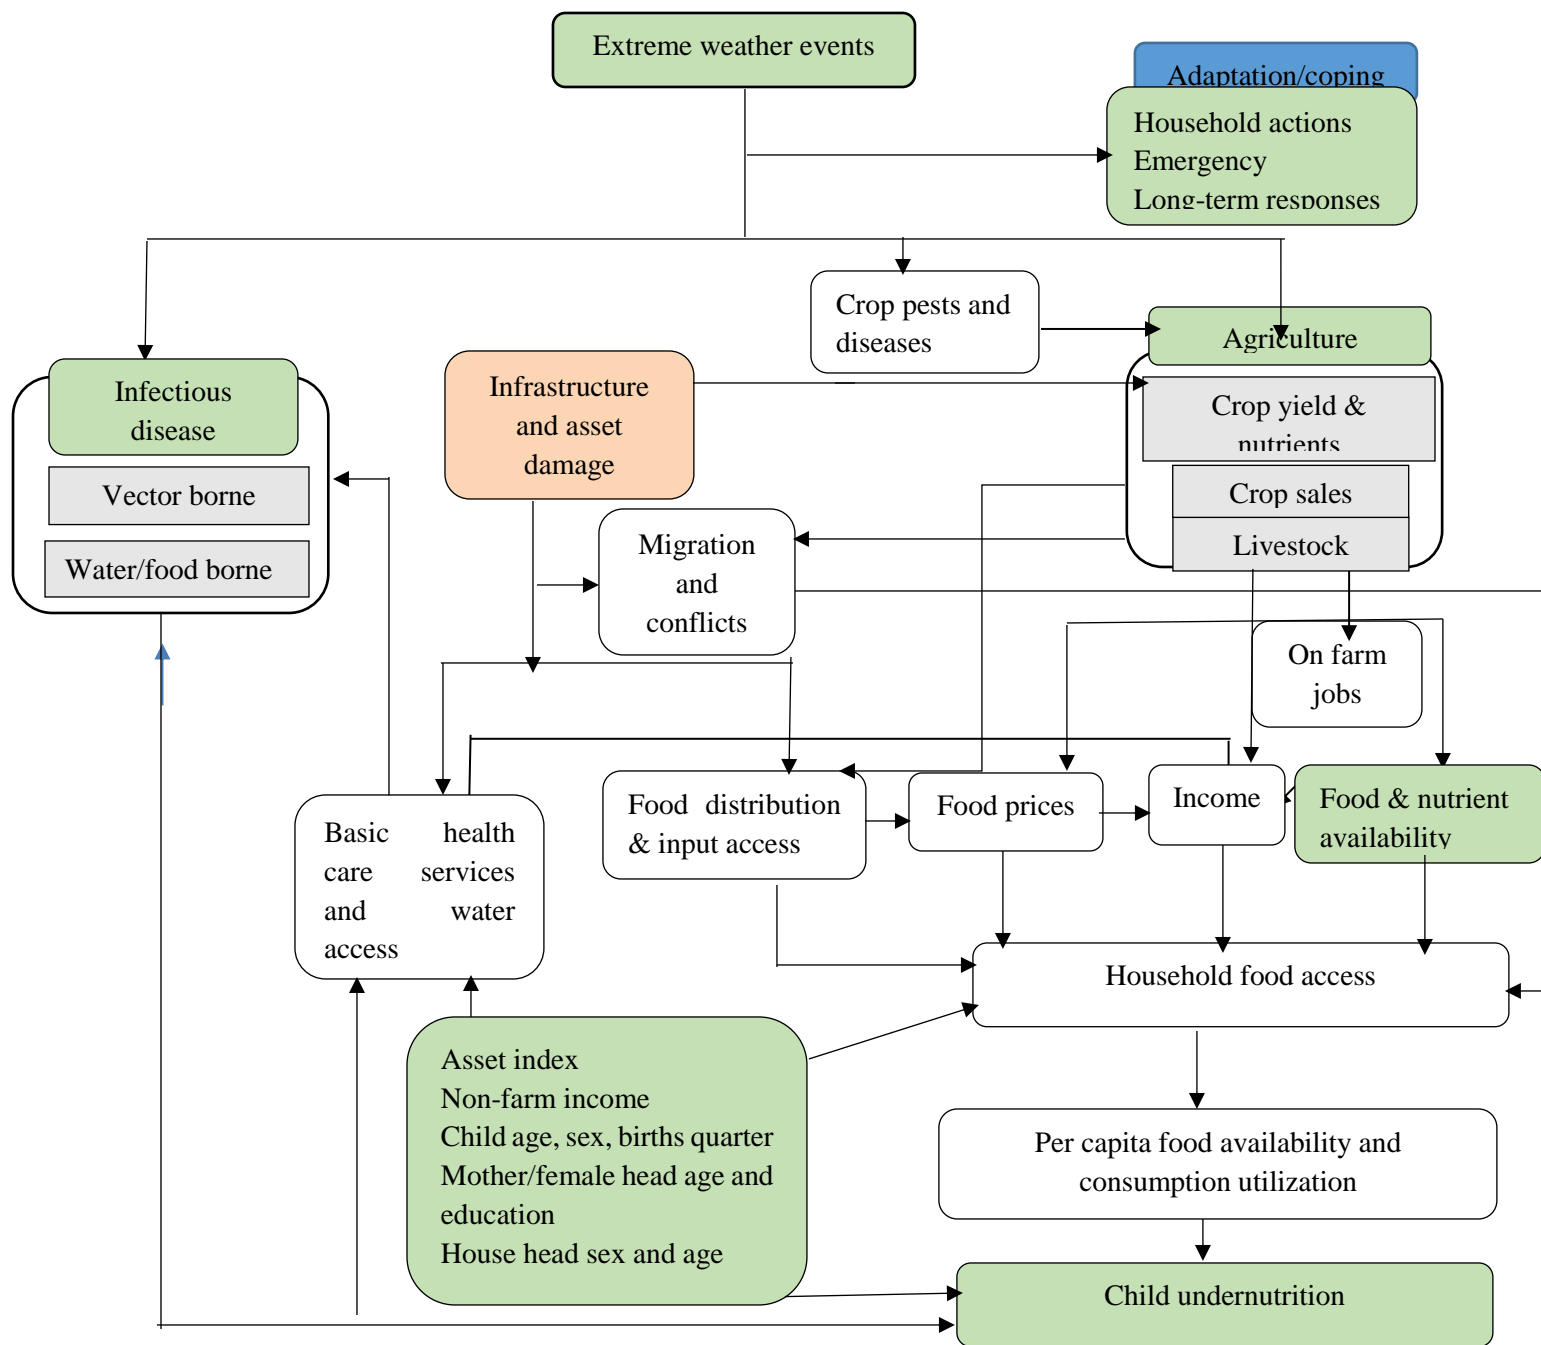 Extreme weather events
Adaptation/coping
Household actions
Emergency
Long-term responses
Crop pests and
diseases
Agriculture
Crop yield &
nutrients
Crop sales
Livestock
Infectious
disease
Vector borne
Water/food borne
Infrastructure
and asset
damage
Migration
and
conflicts
On farm
jobs
Basic health
care services
and water
access
Food distribution
& input access
Food prices
Income
Food & nutrient
availability
Household food access
Asset index
Non-farm income
Child age, sex, births quarter
Mother/female head age and
education
House head sex and age
Per capita food availability and
consumption utilization
Child undernutrition